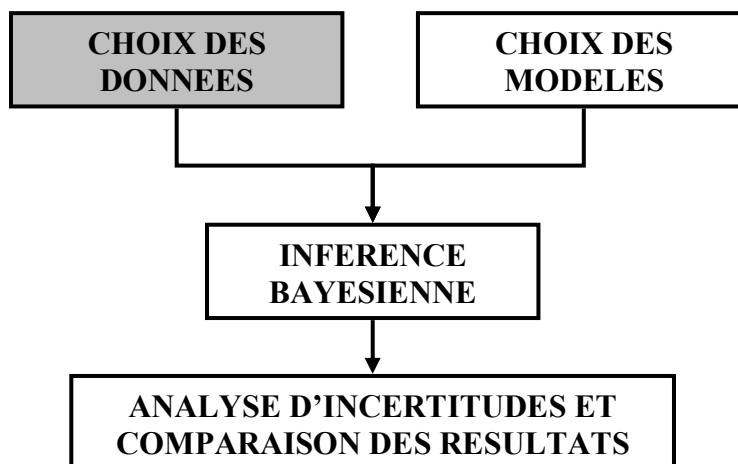 CHOIX DES
DONNEES
CHOIX DES
MODELES
INFERENCE
BAYESIENNE
ANALYSE D’INCERTITUDES ET
COMPARAISON DES RESULTATS